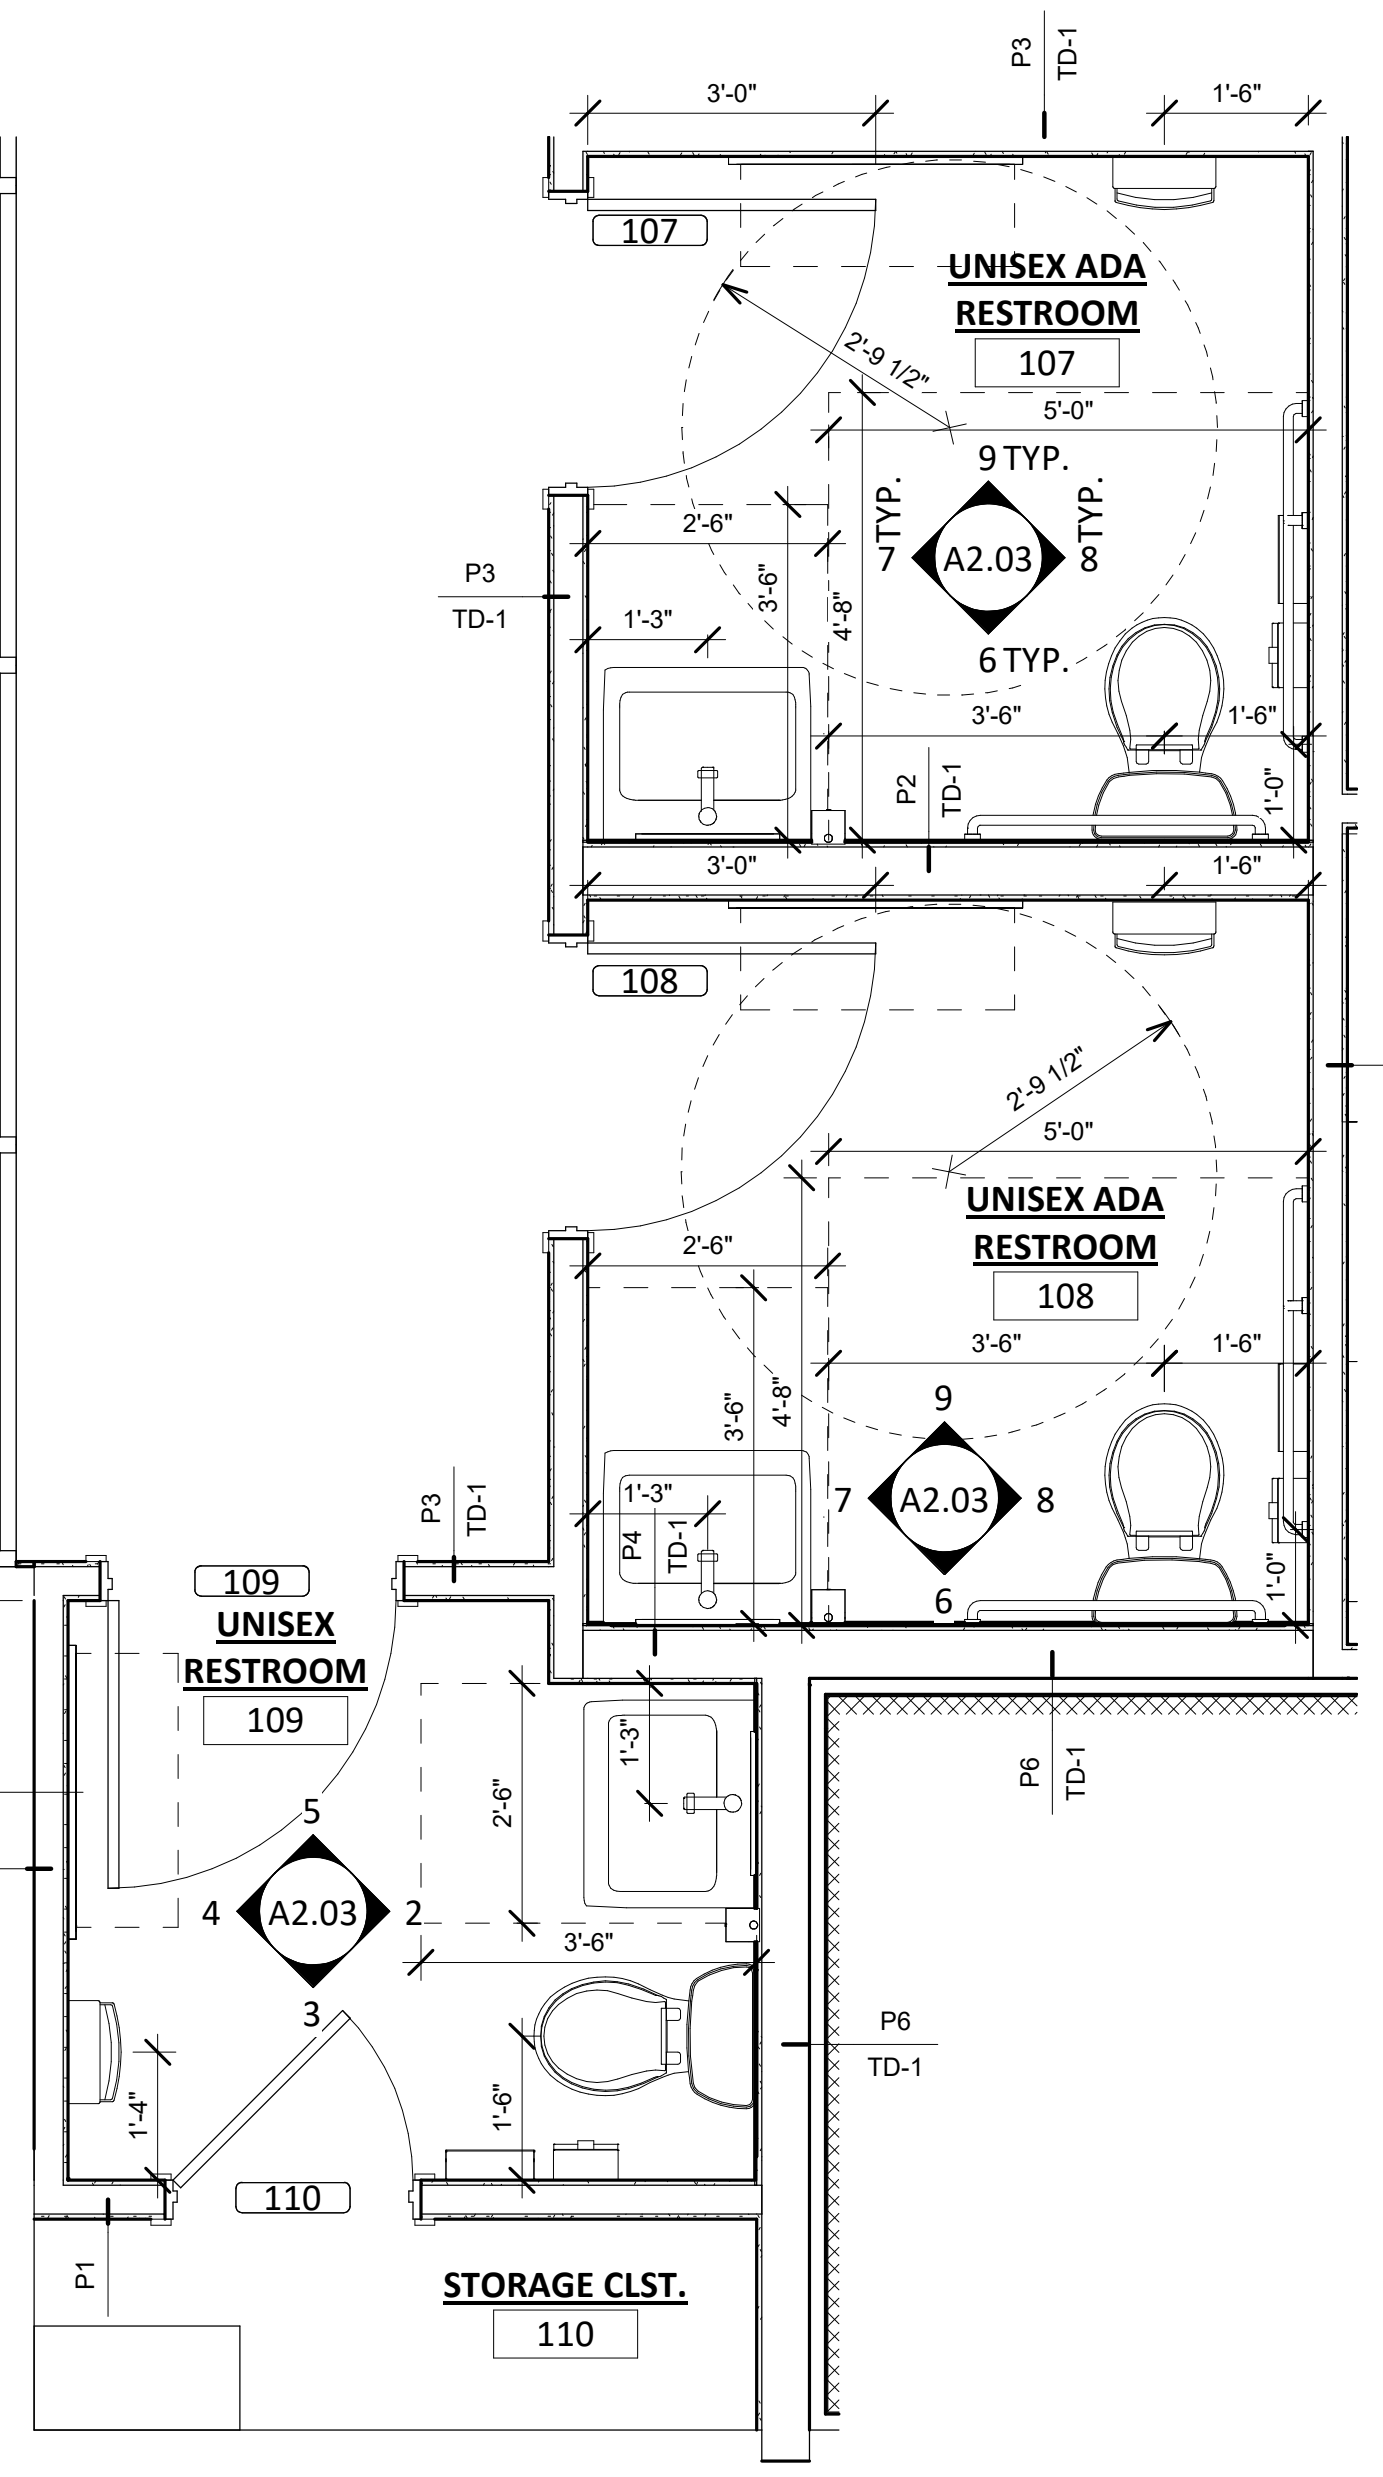 P3
TD-1
3'-0"
1'-6"
107
UNISEX ADA
RESTROOM
107
2'-9 1/2"
5'-0"
9 TYP.
7 TYP.
A2.03
8 TYP.
6 TYP.
2'-6"
3'-6"
4'-8"
P3
TD-1
1'-3"
3'-6"
1'-6"
P2
TD-1
1'-0"
3'-0"
1'-6"
108
2'-9 1/2"
5'-0"
UNISEX ADA
RESTROOM
108
2'-6"
3'-6"
1'-6"
3'-6"
4'-8"
9
7
A2.03
8
6
1'-3"
P4
TD-1
1'-0"
P3
TD-1
109
UNISEX
RESTROOM
109
1'-3"
2'-6"
P6
TD-1
5
4
A2.03
2
3
3'-6"
P6
TD-1
1'-4"
1'-6"
110
P1
STORAGE CLST.
110